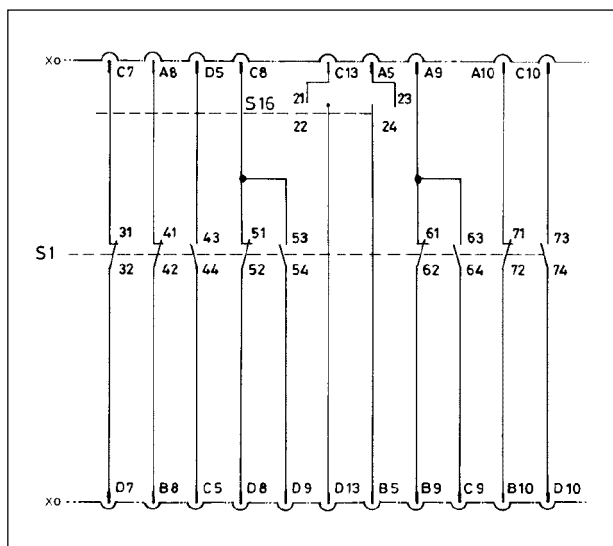 Xo C7 A8 D5 C8 C13 A5 A9 A10 C10
21 23
S16 22 24
31 41 43 51 53 61 63 71 73
S1
32 42 44 52 54 62 64 72 74
Xo D7 B8 C5 D8 D9 D13 B5 B9 C9 B10 D10